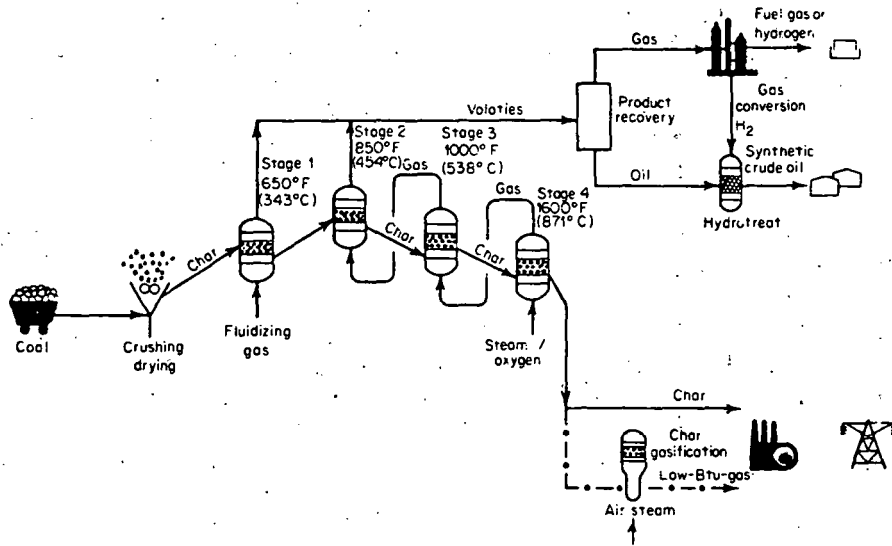 Fuel gas or
hydrogen
Gas
Gas
conversion
H2
Product
recovery
Volaties
Synthetic
crude oil
Oil
Hydrotreat
Stage 1
650°F
(343°C)
Stage 2
850°F
(454°C)
Stage 3
1000°F
(538°C)
Gas
Gas
Stage 4
1600°F
(871°C)
Char
Char
Char
Coal
Crushing
drying
Fluidizing
gas
Steam/
oxygen
Char
Char
gasification
Low-Btu-gas
Air steam